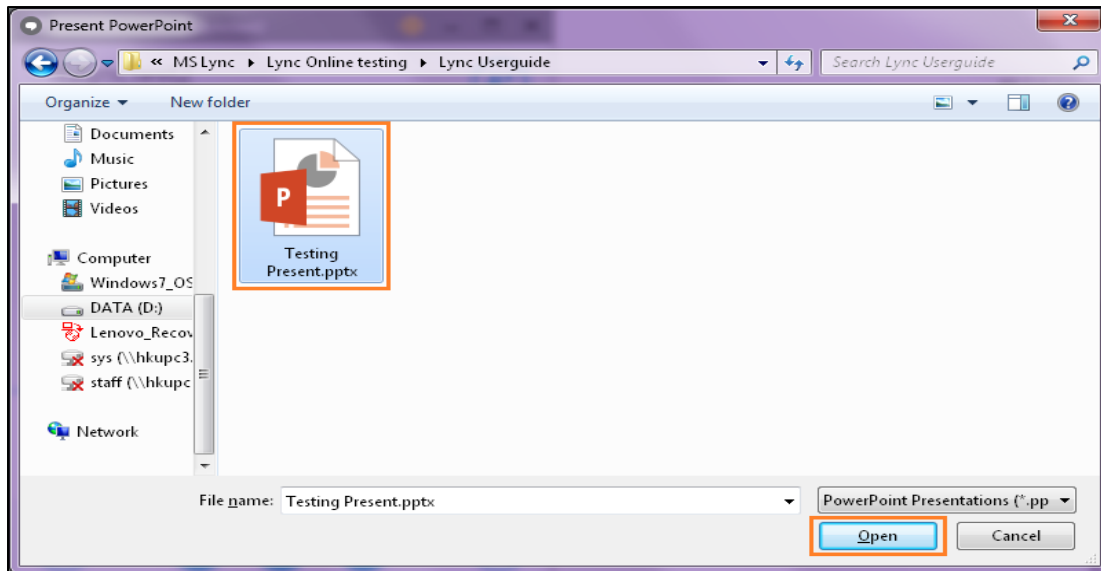 Present PowerPoint
« MS Lync ▸ Lync Online testing ▸ Lync Userguide
Search Lync Userguide
Organize ▾ New folder
Documents
Music
Pictures
Videos
Computer
Windows7_OS
DATA (D:)
Lenovo_Recov
sys (\\hkupc3.
staff (\\hkupc
Network
P
Testing
Present.pptx
File name: Testing Present.pptx
PowerPoint Presentations (*.pp
Open Cancel